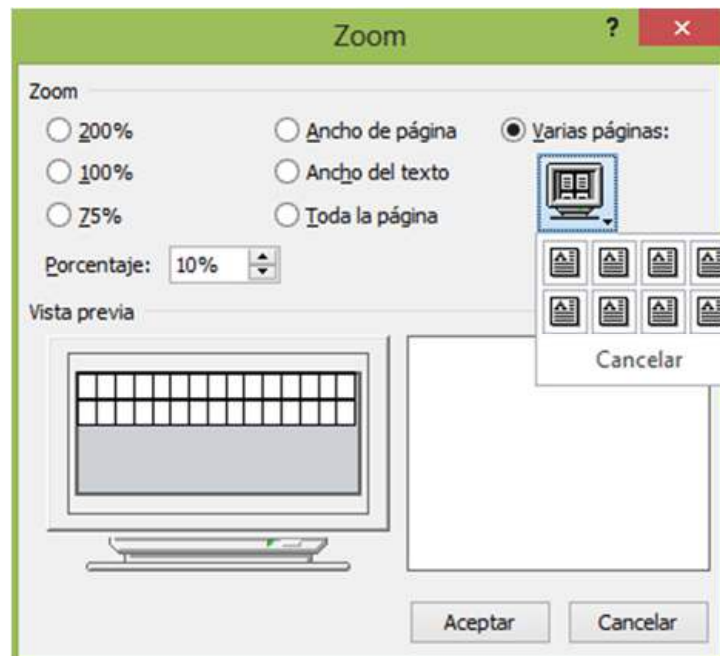 Zoom ? ×
Zoom
200% Ancho de página Varias páginas:
100% Ancho del texto
75% Toda la página
Porcentaje: 10%
Vista previa
Cancelar
Aceptar Cancelar